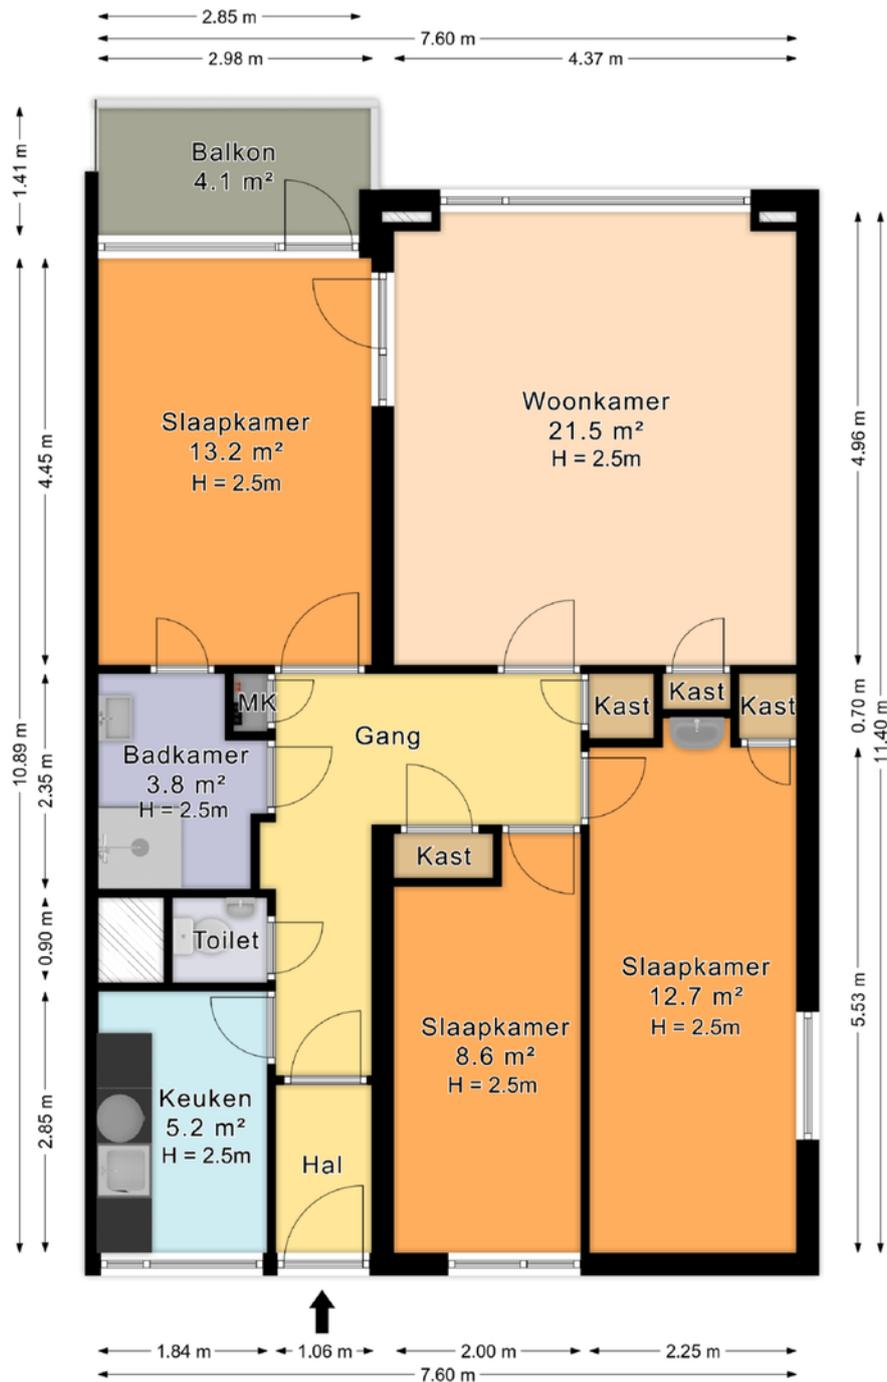 2.85 m
7.60 m
2.98 m
4.37 m
1.41 m
Balkon
4.1 m²
4.45 m
Slaapkamer
13.2 m²
H = 2.5m
Woonkamer
21.5 m²
H = 2.5m
4.96 m
10.89 m
11.40 m
2.35 m
0.70 m
MK
Gang
Kast
Kast
Kast
Badkamer
3.8 m²
H = 2.5m
Kast
0.90 m
Toilet
Slaapkamer
12.7 m²
H = 2.5m
5.53 m
Slaapkamer
8.6 m²
H = 2.5m
2.85 m
Keuken
5.2 m²
H = 2.5m
Hal
1.84 m
1.06 m
2.00 m
2.25 m
7.60 m